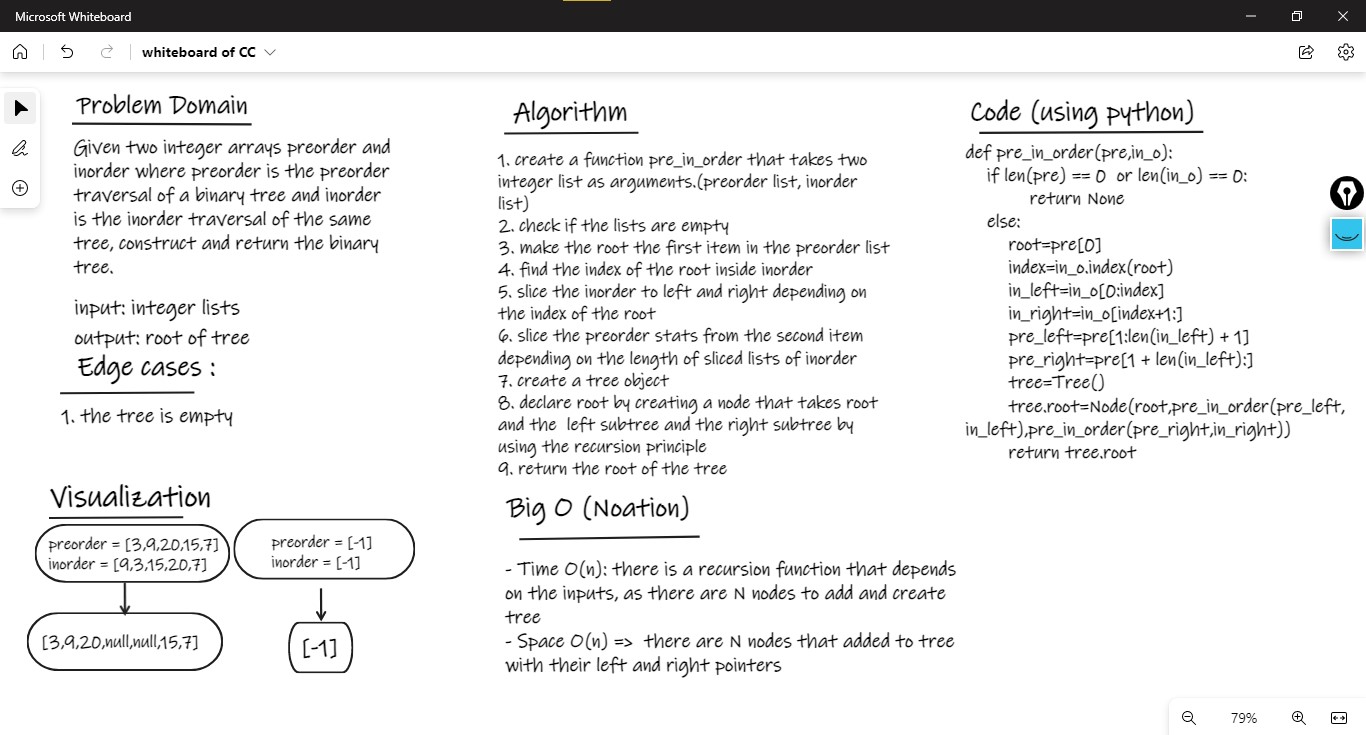 Microsoft Whiteboard
whiteboard of CC
Problem Domain
Given two integer arrays preorder and
inorder where preorder is the preorder
traversal of a binary tree and inorder
is the inorder traversal of the same
tree, construct and return the binary
tree.
input: integer lists
output: root of tree
Edge cases :
1. the tree is empty
Visualization
preorder = [3,9,20,15,7]
inorder = [9,3,15,20,7]
[3,9,20,null,null,15,7]
preorder = [-1]
inorder = [-1]
[-1]
Algorithm
1. create a function pre_in_order that takes two
integer list as arguments.(preorder list, inorder
list)
2. check if the lists are empty
3. make the root the first item in the preorder list
4. find the index of the root inside inorder
5. slice the inorder to left and right depending on
the index of the root
6. slice the preorder stats from the second item
depending on the length of sliced lists of inorder
7. create a tree object
8. declare root by creating a node that takes root
and the left subtree and the right subtree by
using the recursion principle
9. return the root of the tree
Big O (Noation)
- Time O(n): there is a recursion function that depends
on the inputs, as there are N nodes to add and create
tree
- Space O(n) => there are N nodes that added to tree
with their left and right pointers
Code (using python)
def pre_in_order(pre,in_o):
if len(pre) == 0 or len(in_o) == 0:
return None
else:
root=pre[0]
index=in_o.index(root)
in_left=in_o[0:index]
in_right=in_o[index+1:]
pre_left=pre[1:len(in_left) + 1]
pre_right=pre[1 + len(in_left):]
tree=Tree()
tree.root=Node(root,pre_in_order(pre_left,
in_left),pre_in_order(pre_right,in_right))
return tree.root
79%